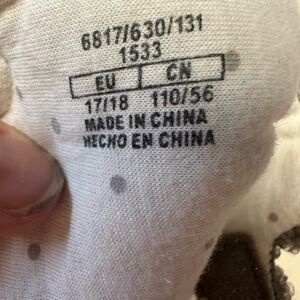 6817/630/131
1533
EU CN
17/18 110/56
MADE IN CHINA
HECHO EN CHINA